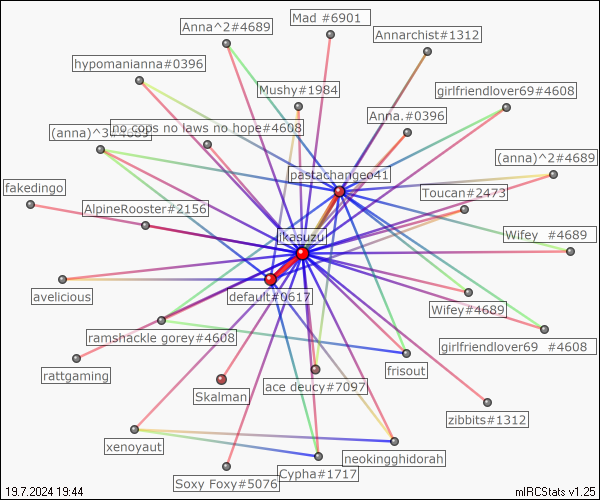 Mad #6901
Anna^2#4689
Annarchist#1312
hypomanianna#0396
Mushy#1984
girlfriendlover69#4608
Anna.#0396
no cops no laws no hope#4608
(anna)^3#4689
(anna)^2#4689
pastachangeo41
fakedingo
Toucan#2473
AlpineRooster#2156
ikasuzu
Wifey #4689
avelicious
default#0617
Wifey#4689
ramshackle gorey#4608
girlfriendlover69 #4608
rattgaming
frisout
ace deucy#7097
Skalman
zibbits#1312
xenoyaut
neokingghidorah
Cypha#1717
Soxy Foxy#5076
19.7.2024 19:44
mIRCStats v1.25